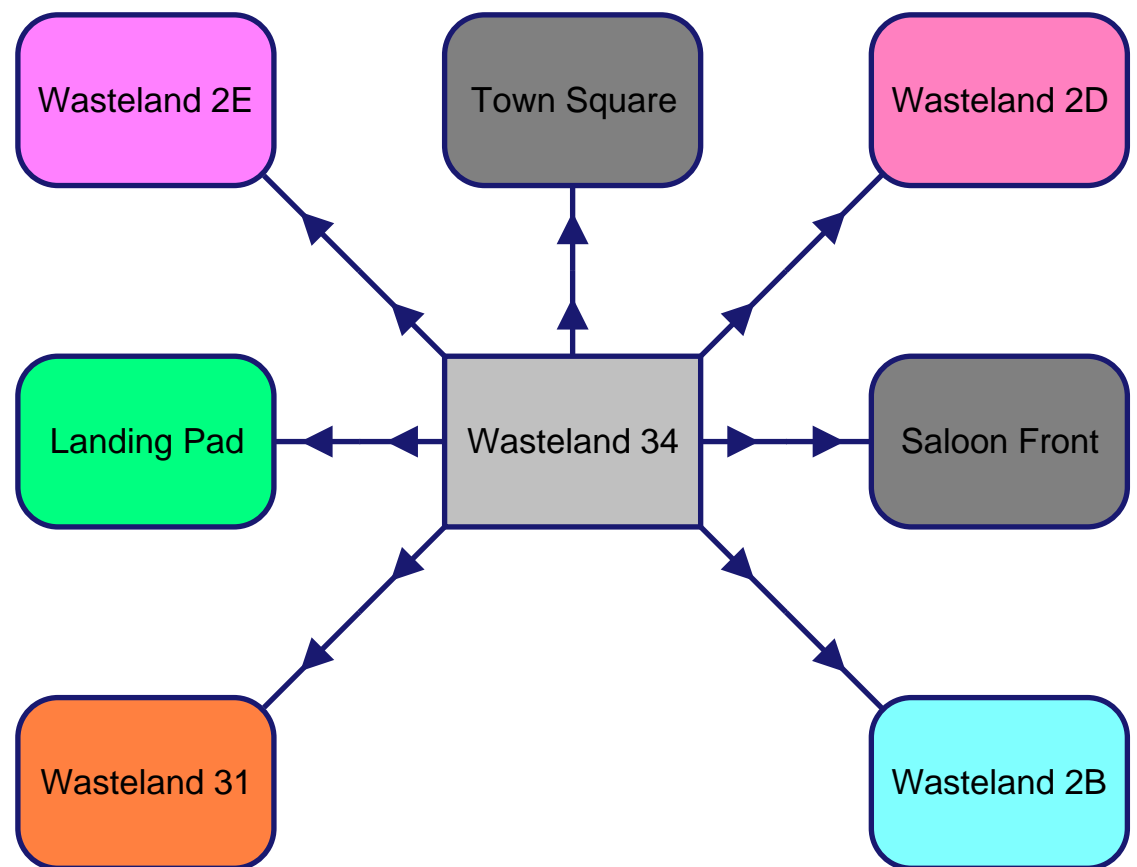 Wasteland 2E
Town Square
Wasteland 2D
Landing Pad
Wasteland 34
Saloon Front
Wasteland 31
Wasteland 2B